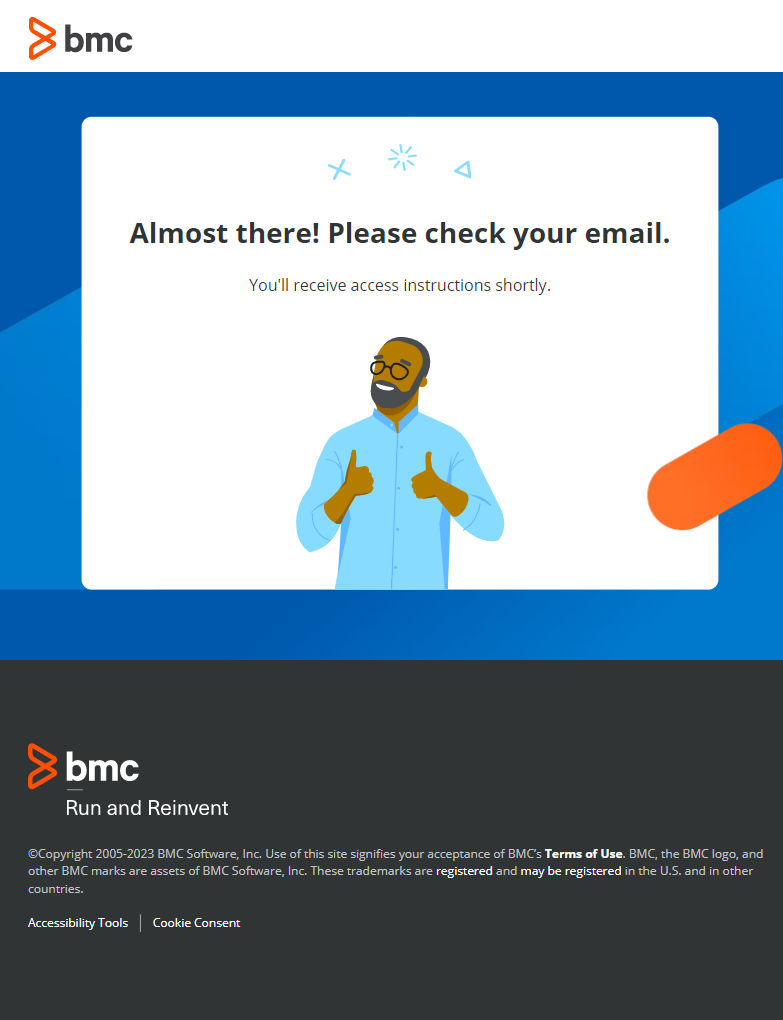 bmc
Almost there! Please check your email.
You'll receive access instructions shortly.
bmc
Run and Reinvent
©Copyright 2005-2023 BMC Software, Inc. Use of this site signifies your acceptance of BMC’s Terms of Use. BMC, the BMC logo, and
other BMC marks are assets of BMC Software, Inc. These trademarks are registered and may be registered in the U.S. and in other
countries.
Accessibility Tools | Cookie Consent